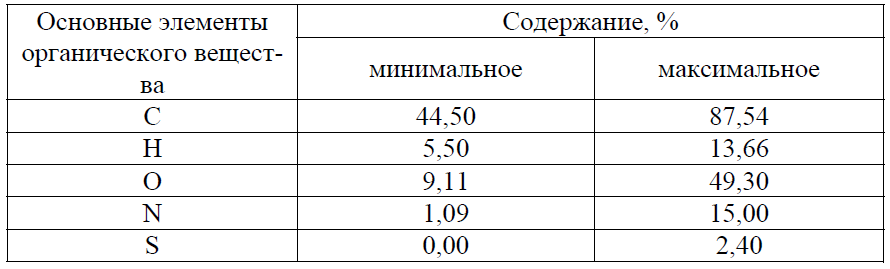 Основные элементы
органического вещест-
ва
Содержание, %
минимальное
максимальное
C
44,50
87,54
H
5,50
13,66
O
9,11
49,30
N
1,09
15,00
S
0,00
2,40